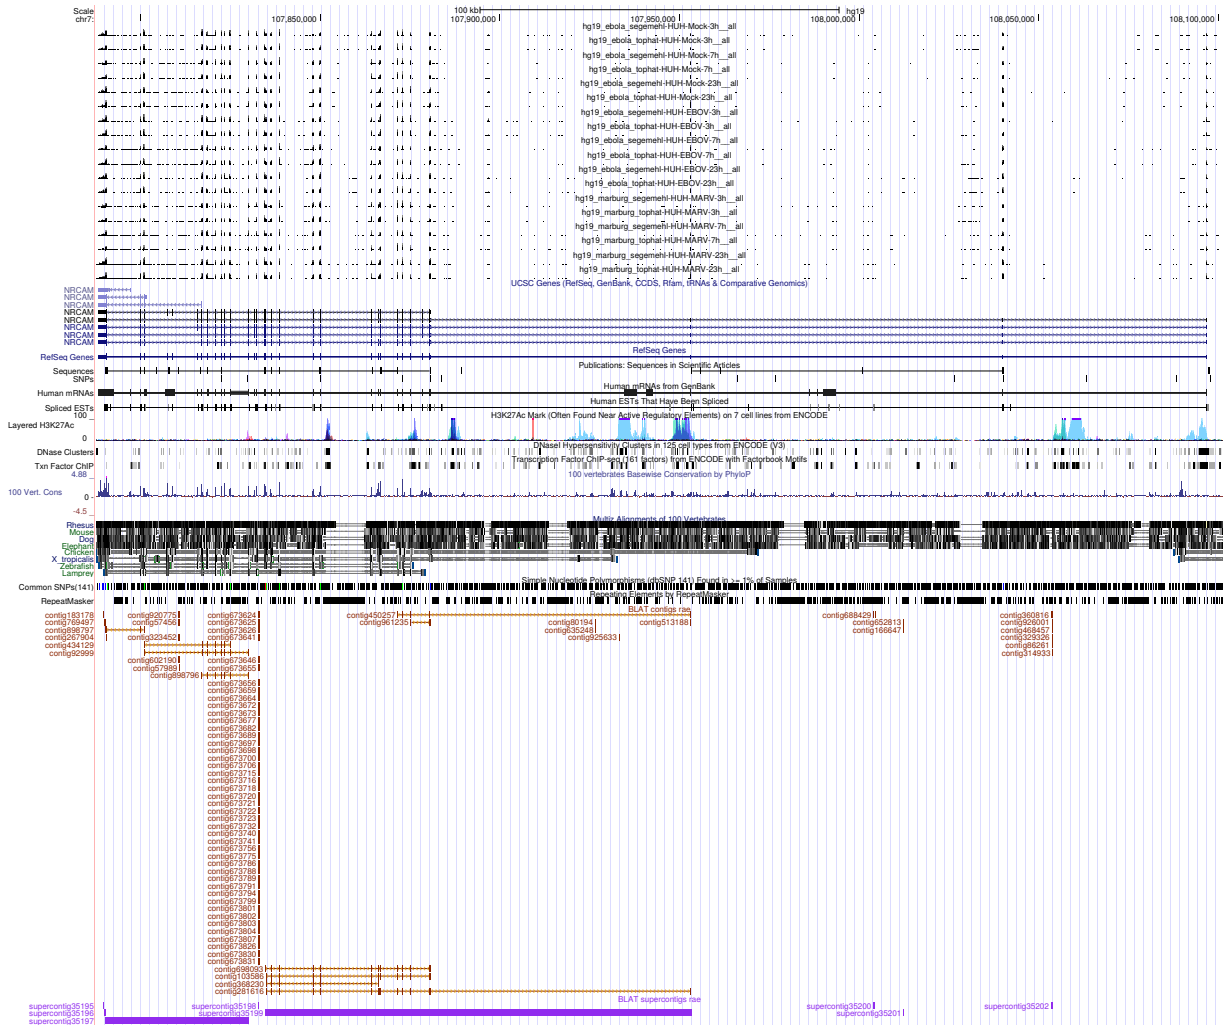 Scale 100 kb hg19
chr7: 107,850,000 107,900,000 107,950,000 108,000,000 108,050,000 108,100,000
hg19_ebola_segemehl-HUH-Mock-3h__all
hg19_ebola_tophat-HUH-Mock-3h__all
hg19_ebola_segemehl-HUH-Mock-7h__all
hg19_ebola_tophat-HUH-Mock-7h__all
hg19_ebola_segemehl-HUH-Mock-23h__all
hg19_ebola_tophat-HUH-Mock-23h__all
hg19_ebola_segemehl-HUH-EBOV-3h__all
hg19_ebola_tophat-HUH-EBOV-3h__all
hg19_ebola_segemehl-HUH-EBOV-7h__all
hg19_ebola_tophat-HUH-EBOV-7h__all
hg19_ebola_segemehl-HUH-EBOV-23h__all
hg19_ebola_tophat-HUH-EBOV-23h__all
hg19_marburg_segemehl-HUH-MARV-3h__all
hg19_marburg_tophat-HUH-MARV-3h__all
hg19_marburg_segemehl-HUH-MARV-7h__all
hg19_marburg_tophat-HUH-MARV-7h__all
hg19_marburg_segemehl-HUH-MARV-23h__all
hg19_marburg_tophat-HUH-MARV-23h__all
UCSC Genes (RefSeq, GenBank, CCDS, Rfam, tRNAs & Comparative Genomics)
NRCAM
NRCAM
NRCAM
NRCAM
NRCAM
NRCAM
NRCAM
NRCAM
RefSeq Genes
RefSeq Genes
Publications: Sequences in Scientific Articles
Sequences
SNPs
Human mRNAs from GenBank
Human mRNAs
Human ESTs That Have Been Spliced
Spliced ESTs
H3K27Ac Mark (Often Found Near Active Regulatory Elements) on 7 cell lines from ENCODE
100
Layered H3K27Ac
0
DNaseI Hypersensitivity Clusters in 125 cell types from ENCODE (V3)
DNase Clusters
Transcription Factor ChIP-seq (161 factors) from ENCODE with Factorbook Motifs
Txn Factor ChIP
100 vertebrates Basewise Conservation by PhyloP
4.88
100 Vert. Cons
0
-4.5
Multiz Alignments of 100 Vertebrates
Rhesus
Mouse
Dog
Elephant
Chicken
X_tropicalis
Zebrafish
Lamprey
Simple Nucleotide Polymorphisms (dbSNP 141) Found in >= 1% of Samples
Common SNPs(141)
Repeating Elements by RepeatMasker
RepeatMasker
BLAT contigs rae
contig183178 contig920775 contig673624 contig450257 contig688429 contig360816
contig769497 contig57456 contig673625 contig961235 contig80194 contig513188 contig652813 contig926001
contig898797 contig673626 contig635248 contig166647 contig468457
contig267904 contig323452 contig673641 contig925633 contig329326
contig434129 contig86261
contig92999 contig314933
contig602190 contig673646
contig57989 contig673655
contig898796
contig673656
contig673659
contig673664
contig673672
contig673673
contig673677
contig673682
contig673689
contig673697
contig673698
contig673700
contig673706
contig673715
contig673716
contig673718
contig673720
contig673721
contig673722
contig673723
contig673732
contig673740
contig673741
contig673756
contig673775
contig673786
contig673788
contig673789
contig673791
contig673794
contig673799
contig673801
contig673802
contig673803
contig673804
contig673807
contig673826
contig673830
contig673831
contig698093
contig103586
contig368230
contig281616
BLAT supercontigs rae
supercontig35195 supercontig35198 supercontig35200 supercontig35202
supercontig35196 supercontig35199 supercontig35201
supercontig35197